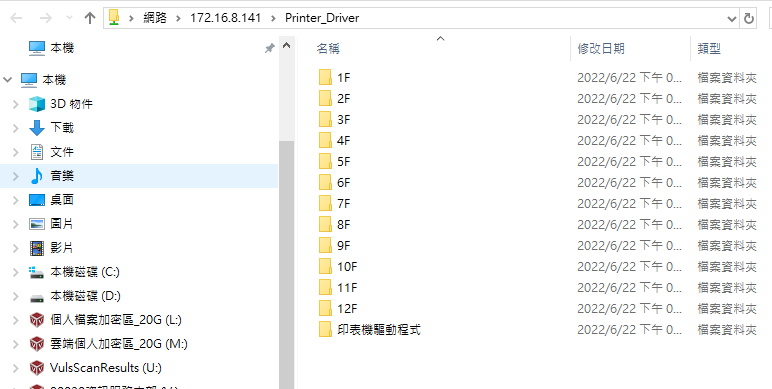 網路 › 172.16.8.141 › Printer_Driver
本機
本機
3D 物件
下載
文件
音樂
桌面
圖片
影片
本機磁碟 (C:)
本機磁碟 (D:)
個人檔案加密區_20G (L:)
雲端個人加密區_20G (M:)
VulsScanResults (U:)
名稱 修改日期 類型
1F 2022/6/22 下午 0... 檔案資料夾
2F 2022/6/22 下午 0... 檔案資料夾
3F 2022/6/22 下午 0... 檔案資料夾
4F 2022/6/22 下午 0... 檔案資料夾
5F 2022/6/22 下午 0... 檔案資料夾
6F 2022/6/22 下午 0... 檔案資料夾
7F 2022/6/22 下午 0... 檔案資料夾
8F 2022/6/22 下午 0... 檔案資料夾
9F 2022/6/22 下午 0... 檔案資料夾
10F 2022/6/22 下午 0... 檔案資料夾
11F 2022/6/22 下午 0... 檔案資料夾
12F 2022/6/22 下午 0... 檔案資料夾
印表機驅動程式 2022/6/22 下午 0... 檔案資料夾